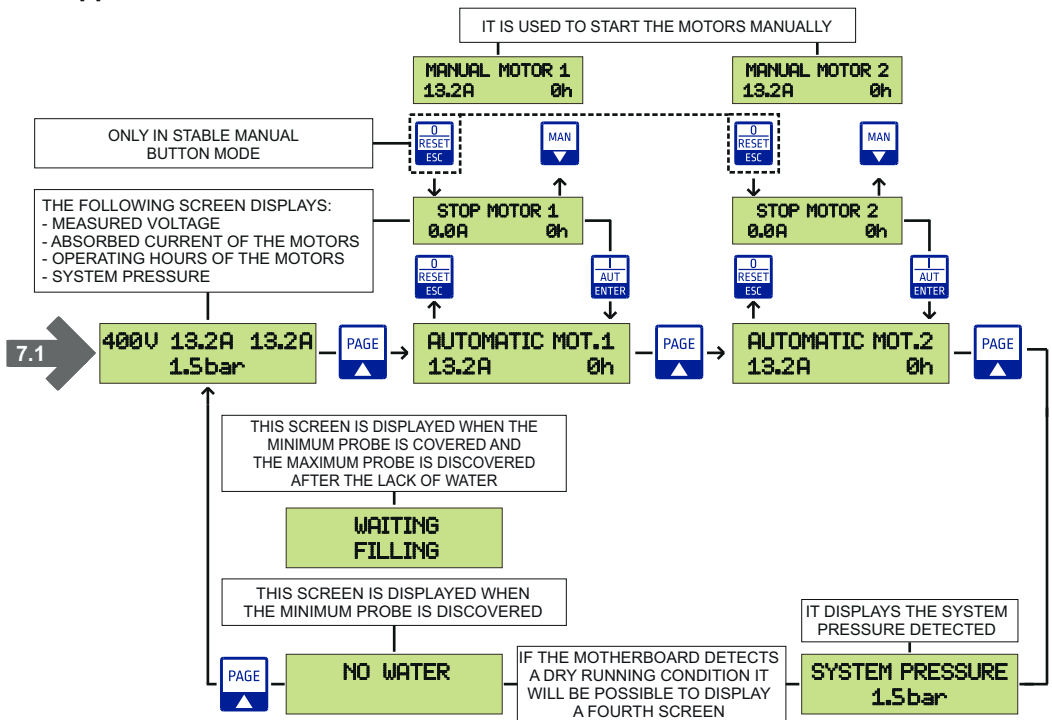 IT IS USED TO START THE MOTORS MANUALLY
MANUAL MOTOR 1
13.2A 0h
MANUAL MOTOR 2
13.2A 0h
ONLY IN STABLE MANUAL
BUTTON MODE
0
RESET
ESC
MAN
0
RESET
ESC
MAN
THE FOLLOWING SCREEN DISPLAYS:
- MEASURED VOLTAGE
- ABSORBED CURRENT OF THE MOTORS
- OPERATING HOURS OF THE MOTORS
- SYSTEM PRESSURE
STOP MOTOR 1
0.0A 0h
STOP MOTOR 2
0.0A 0h
0
RESET
ESC
I
AUT
ENTER
0
RESET
ESC
I
AUT
ENTER
7.1
400V 13.2A 13.2A
1.5bar
PAGE
AUTOMATIC MOT.1
13.2A 0h
PAGE
AUTOMATIC MOT.2
13.2A 0h
PAGE
THIS SCREEN IS DISPLAYED WHEN THE
MINIMUM PROBE IS COVERED AND
THE MAXIMUM PROBE IS DISCOVERED
AFTER THE LACK OF WATER
WAITING
FILLING
THIS SCREEN IS DISPLAYED WHEN
THE MINIMUM PROBE IS DISCOVERED
IT DISPLAYS THE SYSTEM
PRESSURE DETECTED
PAGE
NO WATER
IF THE MOTHERBOARD DETECTS
A DRY RUNNING CONDITION IT
WILL BE POSSIBLE TO DISPLAY
A FOURTH SCREEN
SYSTEM PRESSURE
1.5bar